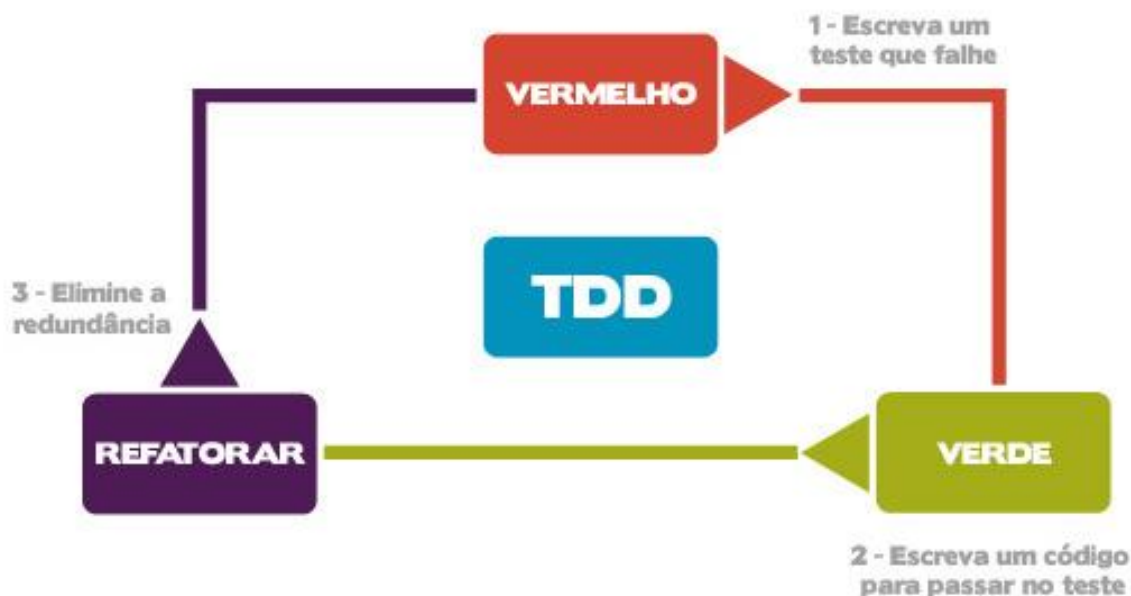 1 - Escreva um
teste que falhe
VERMELHO
TDD
3 - Elimine a
redundância
REFATORAR
VERDE
2 - Escreva um código
para passar no teste